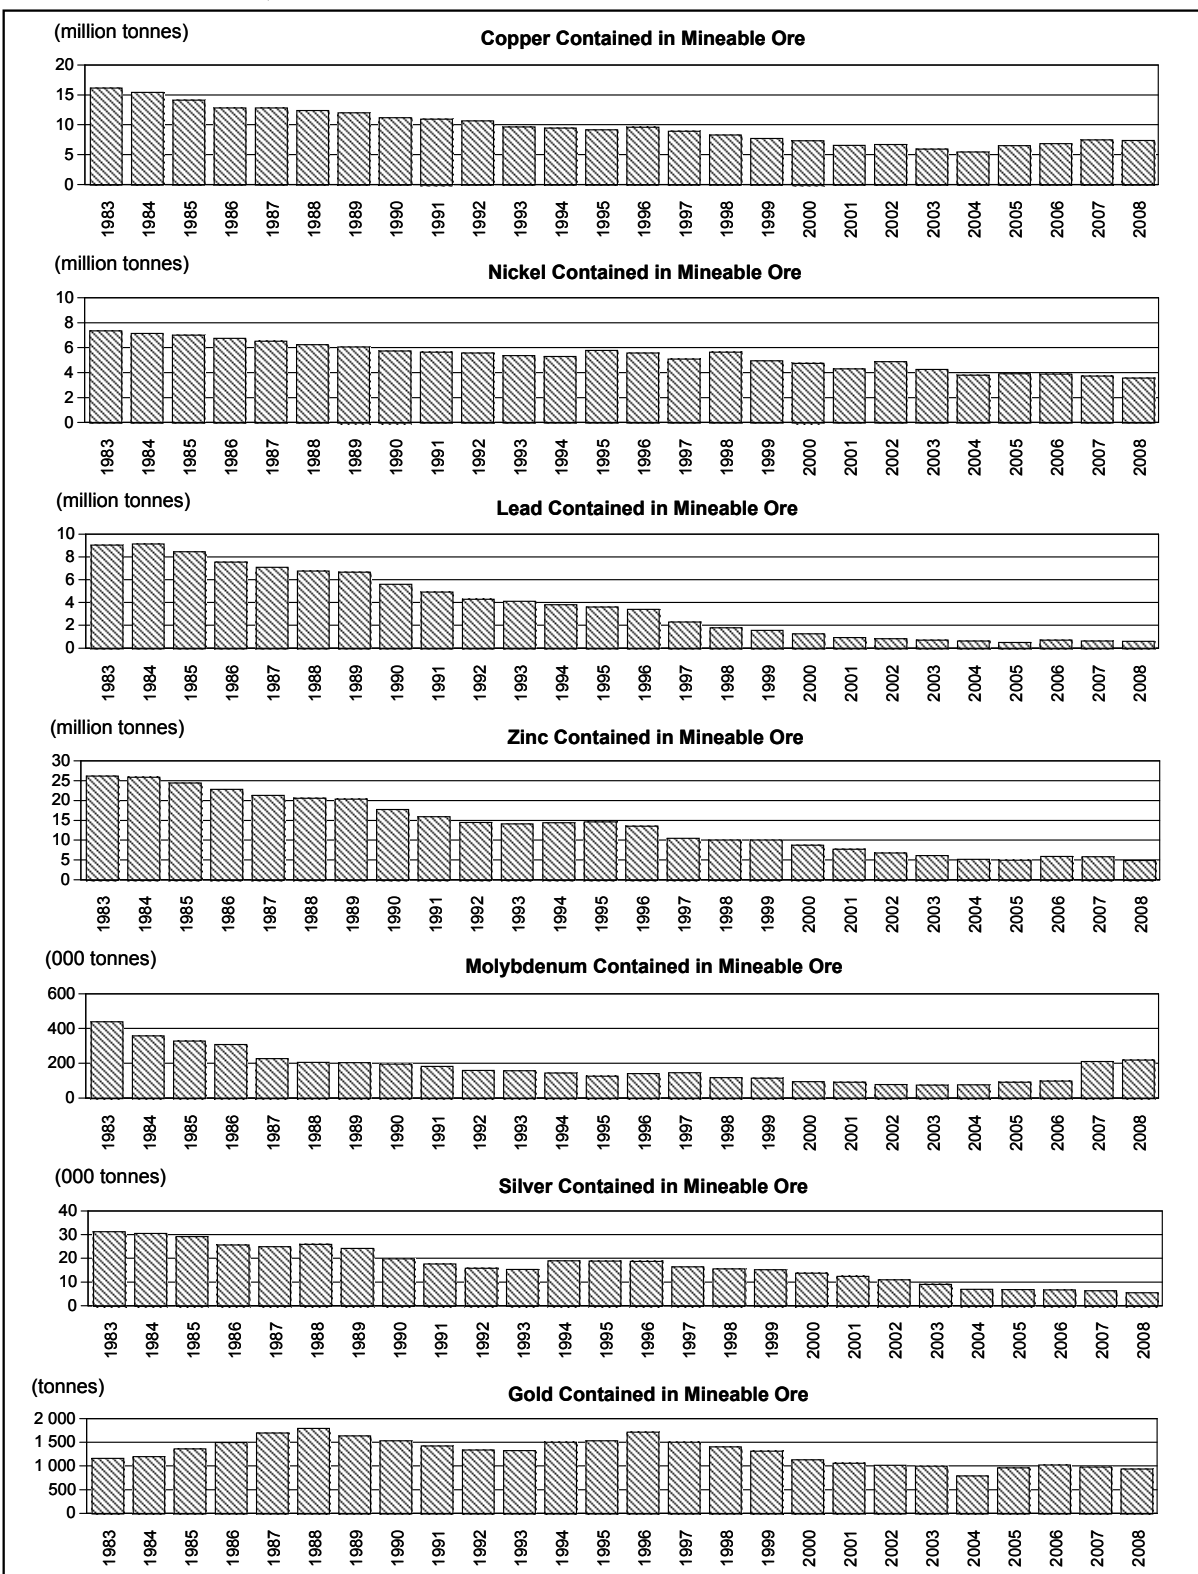 (million tonnes)
Copper Contained in Mineable Ore
20
15
10
5
0
1983 1984 1985 1986 1987 1988 1989 1990 1991 1992 1993 1994 1995 1996 1997 1998 1999 2000 2001 2002 2003 2004 2005 2006 2007 2008
(million tonnes)
Nickel Contained in Mineable Ore
10
8
6
4
2
0
1983 1984 1985 1986 1987 1988 1989 1990 1991 1992 1993 1994 1995 1996 1997 1998 1999 2000 2001 2002 2003 2004 2005 2006 2007 2008
(million tonnes)
Lead Contained in Mineable Ore
10
8
6
4
2
0
1983 1984 1985 1986 1987 1988 1989 1990 1991 1992 1993 1994 1995 1996 1997 1998 1999 2000 2001 2002 2003 2004 2005 2006 2007 2008
(million tonnes)
Zinc Contained in Mineable Ore
30
25
20
15
10
5
0
1983 1984 1985 1986 1987 1988 1989 1990 1991 1992 1993 1994 1995 1996 1997 1998 1999 2000 2001 2002 2003 2004 2005 2006 2007 2008
(000 tonnes)
Molybdenum Contained in Mineable Ore
600
400
200
0
1983 1984 1985 1986 1987 1988 1989 1990 1991 1992 1993 1994 1995 1996 1997 1998 1999 2000 2001 2002 2003 2004 2005 2006 2007 2008
(000 tonnes)
Silver Contained in Mineable Ore
40
30
20
10
0
1983 1984 1985 1986 1987 1988 1989 1990 1991 1992 1993 1994 1995 1996 1997 1998 1999 2000 2001 2002 2003 2004 2005 2006 2007 2008
(tonnes)
Gold Contained in Mineable Ore
2 000
1 500
1 000
500
0
1983 1984 1985 1986 1987 1988 1989 1990 1991 1992 1993 1994 1995 1996 1997 1998 1999 2000 2001 2002 2003 2004 2005 2006 2007 2008